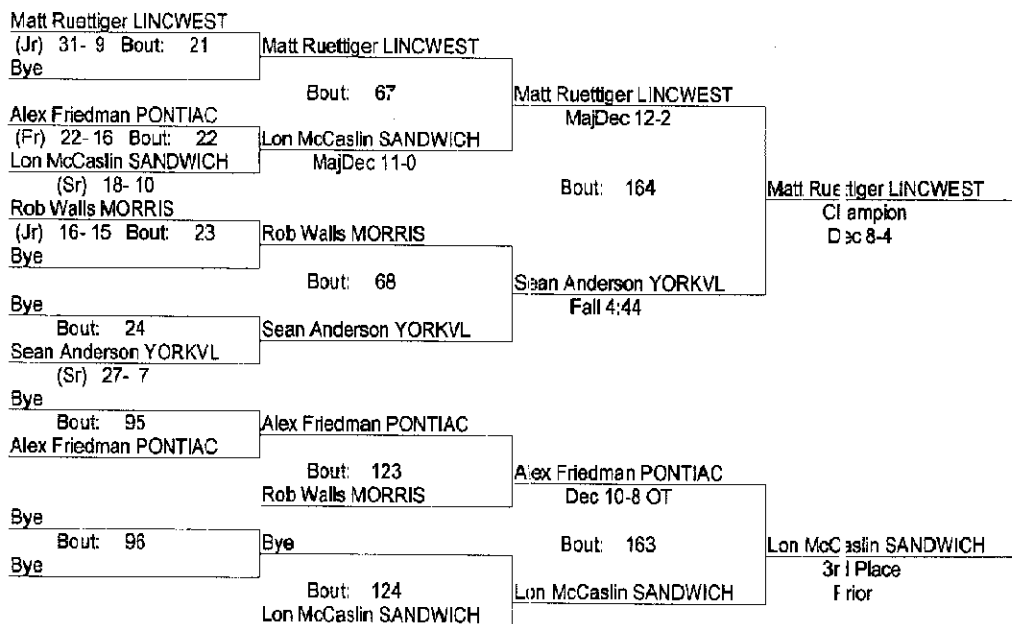 Matt Ruettiger LINCWEST
(Jr) 31- 9 Bout: 21
Bye
Matt Ruettiger LINCWEST
Bout: 67
Alex Friedman PONTIAC
(Fr) 22- 16 Bout: 22
Lon McCaslin SANDWICH
(Sr) 18- 10
Lon McCaslin SANDWICH
MajDec 11-0
Matt Ruettiger LINCWEST
MajDec 12-2
Bout: 164
Rob Walls MORRIS
(Jr) 16- 15 Bout: 23
Bye
Rob Walls MORRIS
Bout: 68
Bye
Bout: 24
Sean Anderson YORKVL
(Sr) 27- 7
Sean Anderson YORKVL
Sean Anderson YORKVL
Fall 4:44
Matt Ruettiger LINCWEST
Champion
Dec 8-4
Bye
Bout: 95
Alex Friedman PONTIAC
Alex Friedman PONTIAC
Bout: 123
Rob Walls MORRIS
Alex Friedman PONTIAC
Dec 10-8 OT
Bout: 163
Bye
Bout: 96
Bye
Bye
Bout: 124
Lon McCaslin SANDWICH
Lon McCaslin SANDWICH
Lon McCaslin SANDWICH
3rd Place
Prior